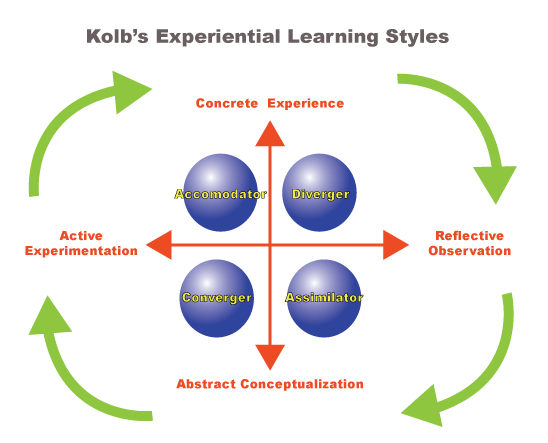 Kolb's Experiential Learning Styles
Concrete Experience
Accomodator
Diverger
Active
Experimentation
Reflective
Observation
Converger
Assimilator
Abstract Conceptualization